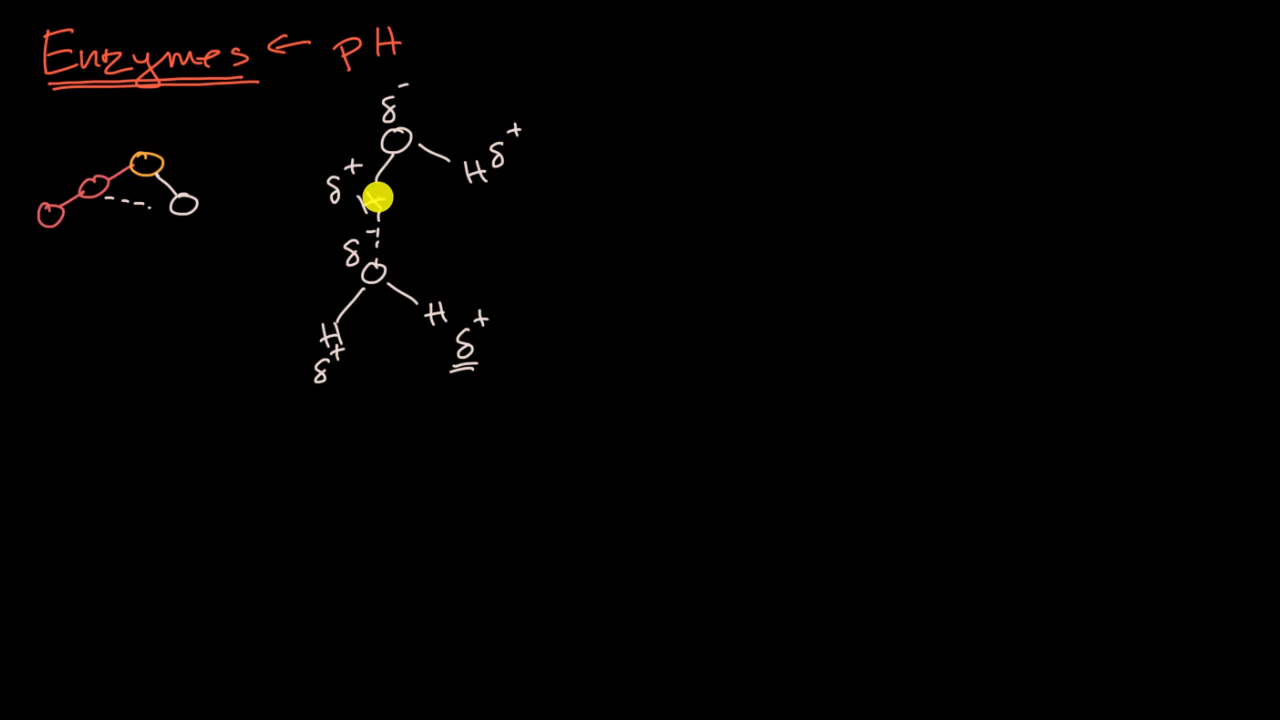 Enzymes ← pH
δ⁻
O H δ⁺
δ⁺ H
δ⁻
O
H H
δ⁺ δ⁺